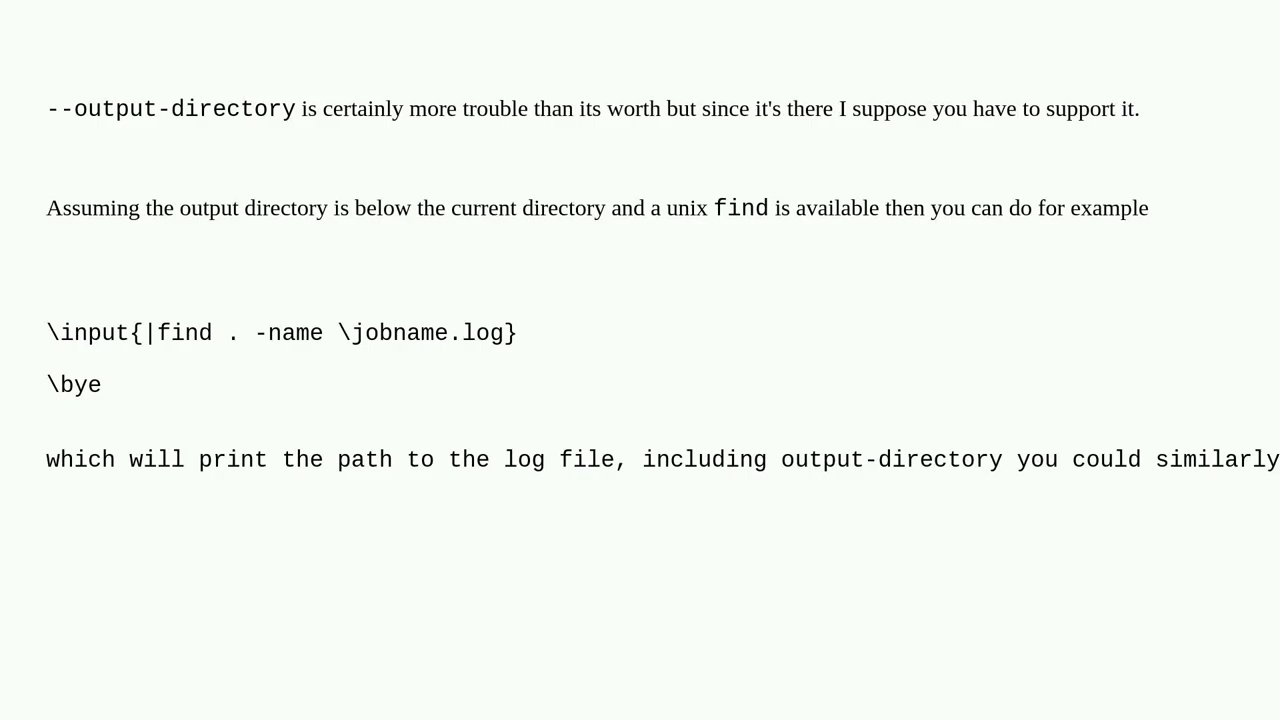 --output-directory is certainly more trouble than its worth but since it's there I suppose you have to support it.
Assuming the output directory is below the current directory and a unix find is available then you can do for example
\input{|find . -name \jobname.log}
\bye
which will print the path to the log file, including output-directory you could similarly